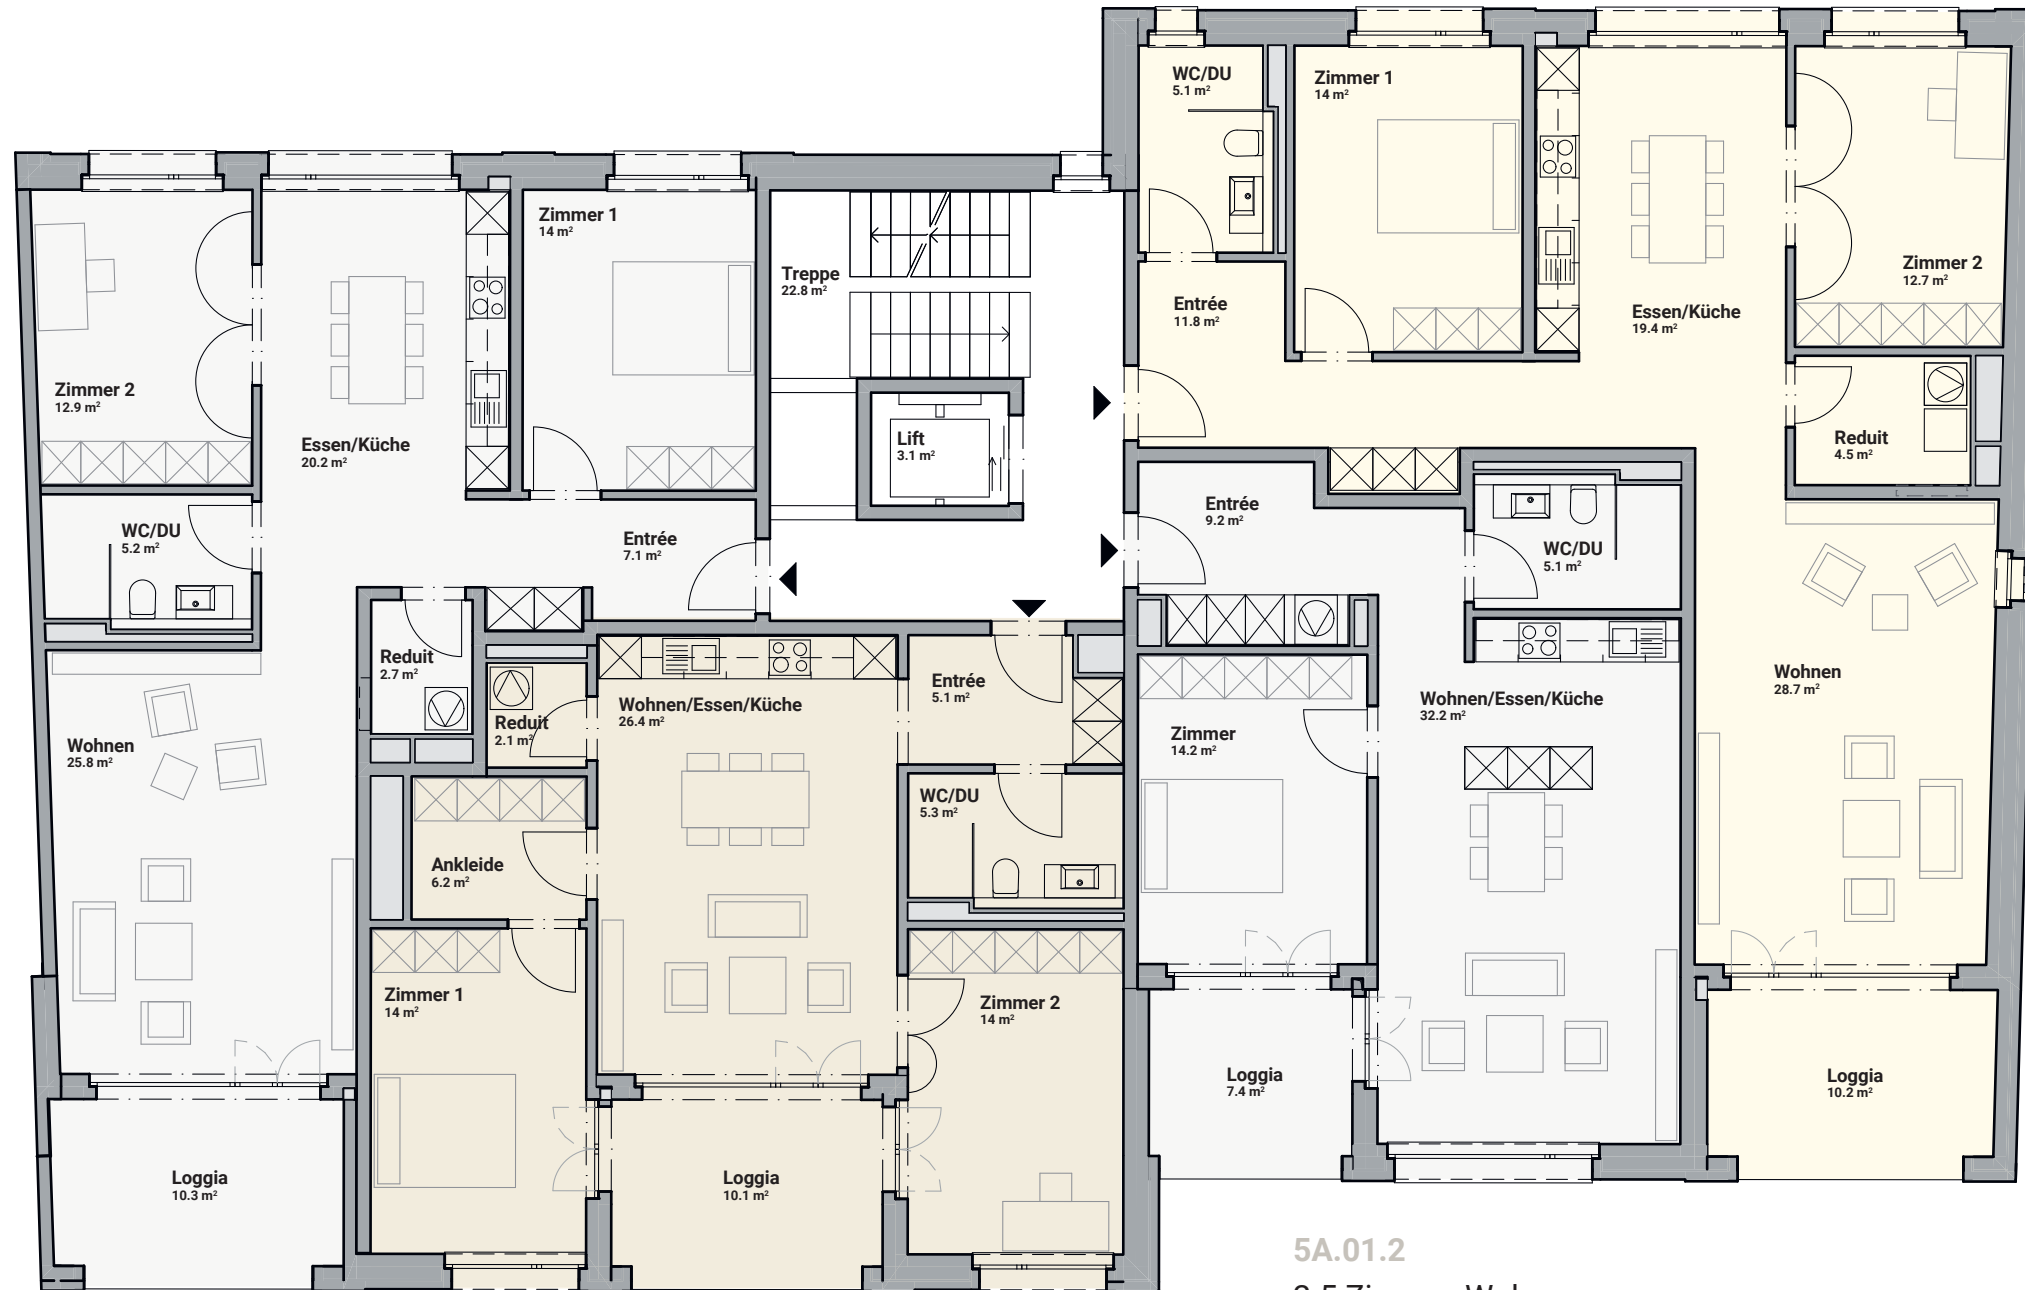 WC/DU
5.1 m²
Zimmer 1
14 m²
Zimmer 2
12.7 m²
Entrée
11.8 m²
Essen/Küche
19.4 m²
Reduit
4.5 m²
Zimmer 1
14 m²
Treppe
22.8 m²
Zimmer 2
12.9 m²
Essen/Küche
20.2 m²
Lift
3.1 m²
WC/DU
5.2 m²
Entrée
7.1 m²
Entrée
9.2 m²
WC/DU
5.1 m²
Reduit
2.7 m²
Wohnen
25.8 m²
Reduit
2.1 m²
Wohnen/Essen/Küche
26.4 m²
Entrée
5.1 m²
Zimmer
14.2 m²
Wohnen/Essen/Küche
32.2 m²
Wohnen
28.7 m²
WC/DU
5.3 m²
Ankleide
6.2 m²
Zimmer 1
14 m²
Zimmer 2
14 m²
Loggia
7.4 m²
Loggia
10.2 m²
Loggia
10.3 m²
Loggia
10.1 m²
5A.01.2